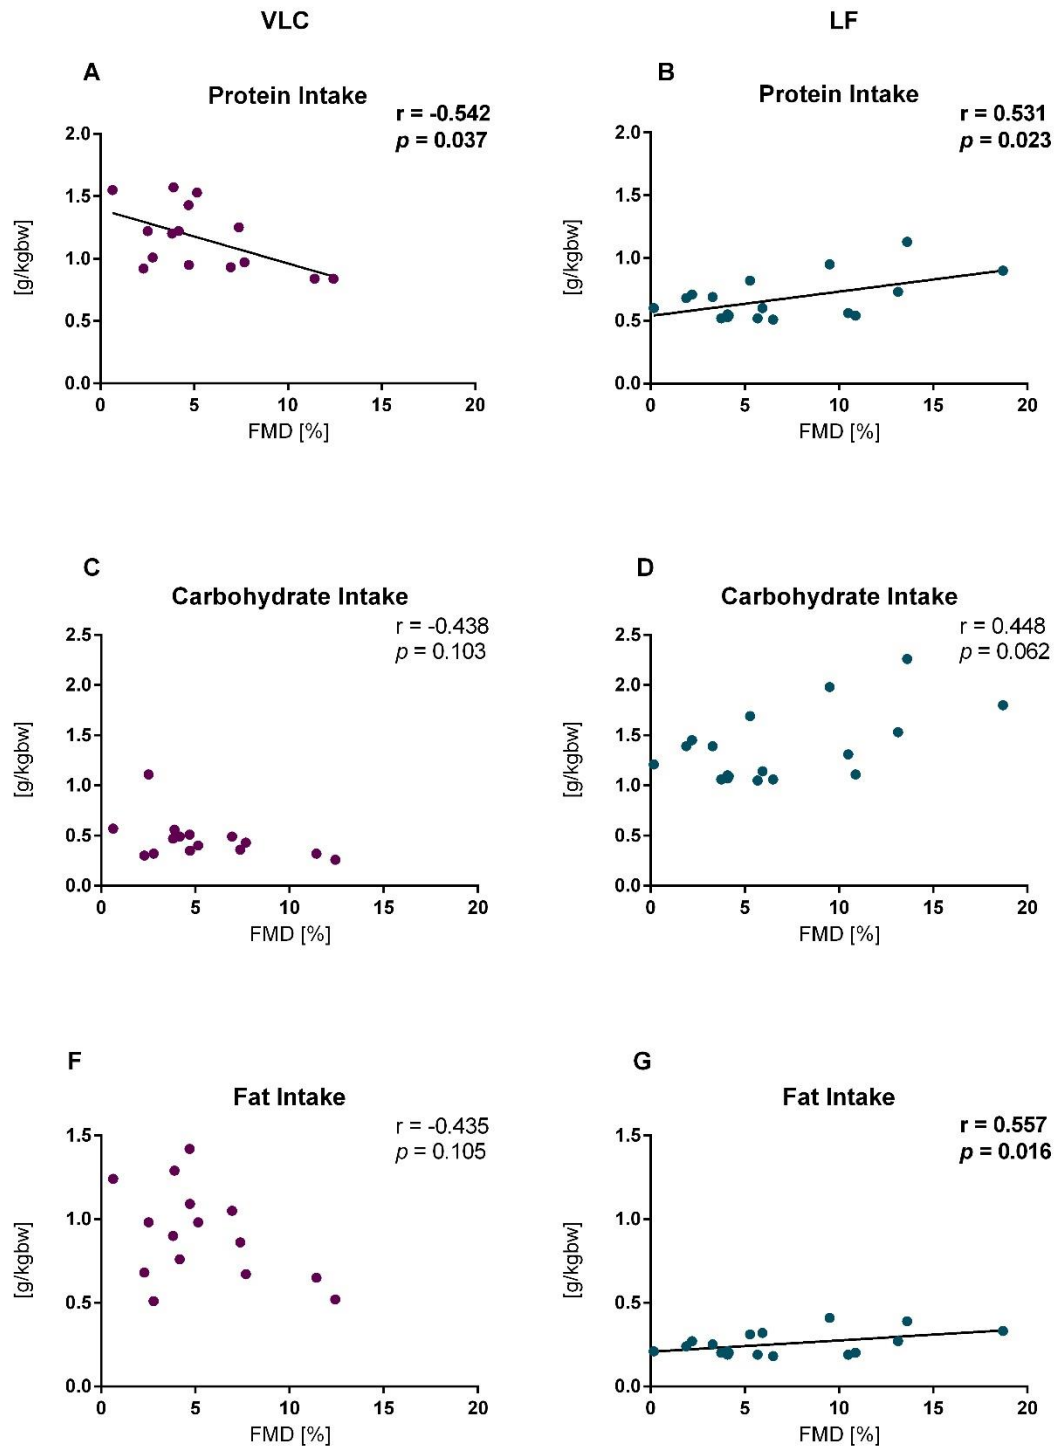 VLC
LF
A
Protein Intake
r = -0.542
p = 0.037
2.0
1.5
1.0
0.5
0.0
[g/kgbw]
0 5 10 15 20
FMD [%]
B
Protein Intake
r = 0.531
p = 0.023
2.0
1.5
1.0
0.5
0.0
[g/kgbw]
0 5 10 15 20
FMD [%]
C
Carbohydrate Intake
r = -0.438
p = 0.103
2.5
2.0
1.5
1.0
0.5
0.0
[g/kgbw]
0 5 10 15 20
FMD [%]
D
Carbohydrate Intake
r = 0.448
p = 0.062
2.5
2.0
1.5
1.0
0.5
0.0
[g/kgbw]
0 5 10 15 20
FMD [%]
F
Fat Intake
r = -0.435
p = 0.105
1.5
1.0
0.5
0.0
[g/kgbw]
0 5 10 15 20
FMD [%]
G
Fat Intake
r = 0.557
p = 0.016
1.5
1.0
0.5
0.0
[g/kgbw]
0 5 10 15 20
FMD [%]